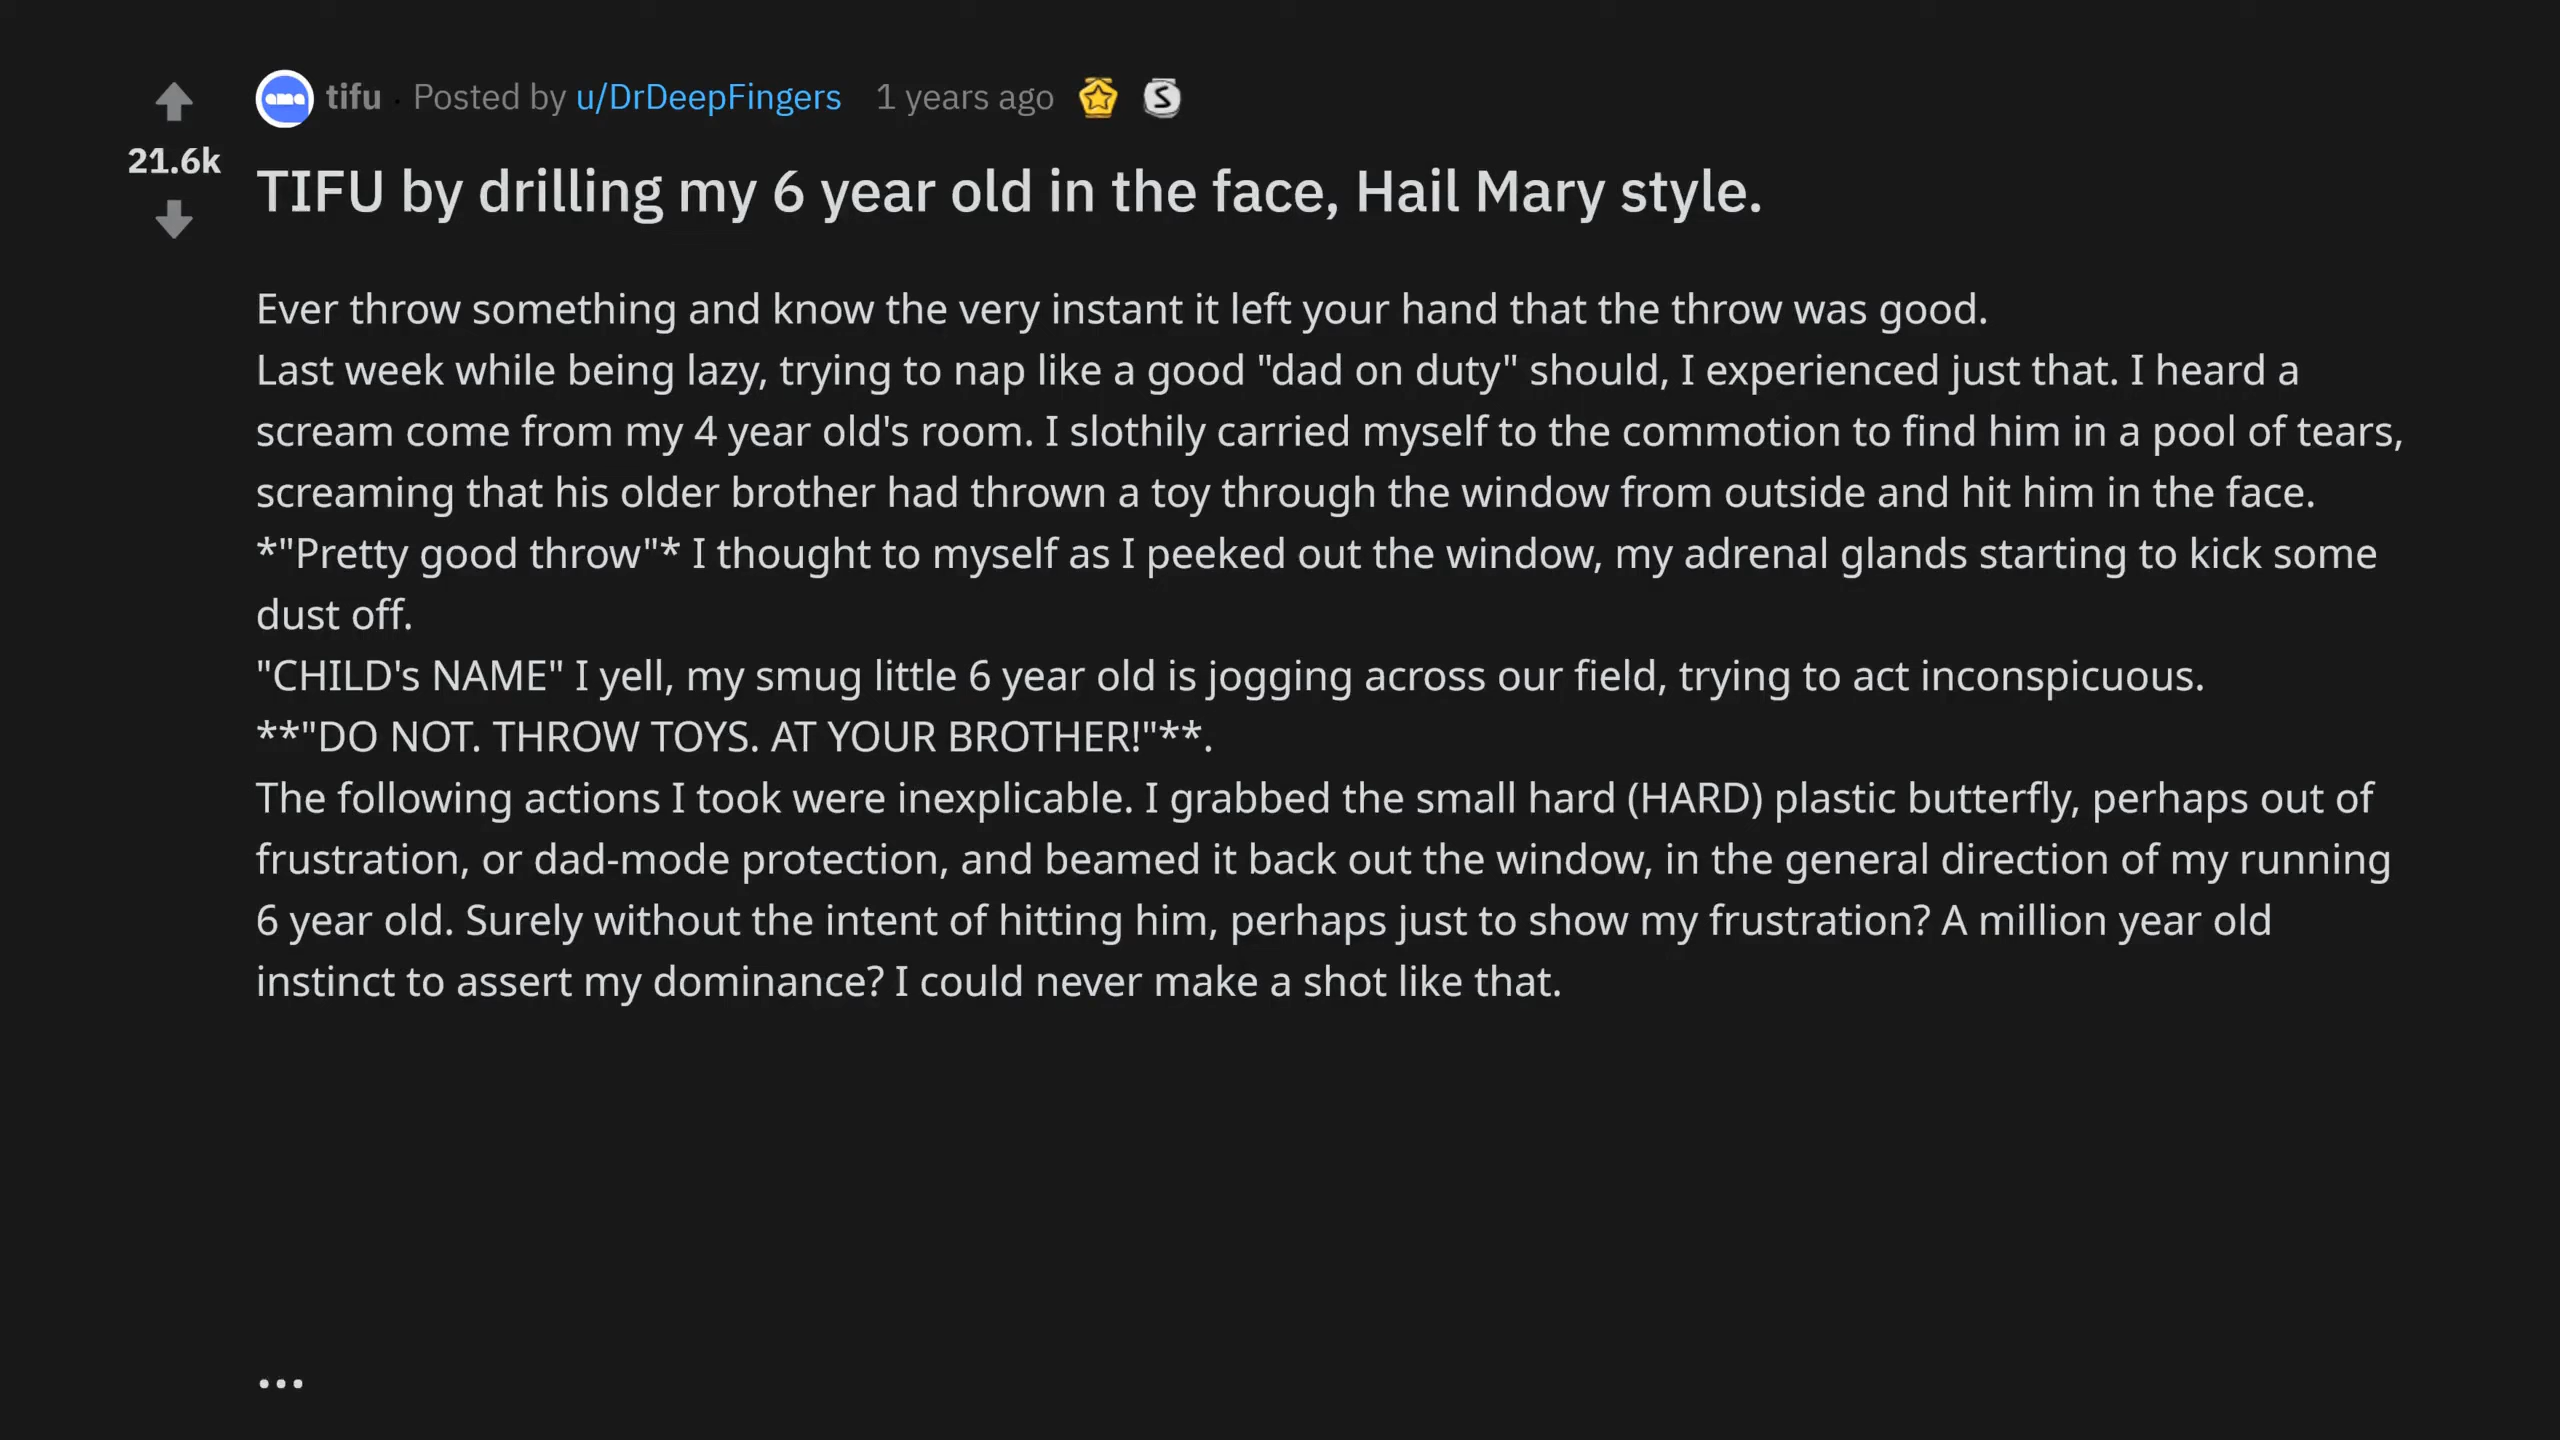 tifu · Posted by u/DrDeepFingers 1 years ago
21.6k
TIFU by drilling my 6 year old in the face, Hail Mary style.
Ever throw something and know the very instant it left your hand that the throw was good.
Last week while being lazy, trying to nap like a good "dad on duty" should, I experienced just that. I heard a
scream come from my 4 year old's room. I slothily carried myself to the commotion to find him in a pool of tears,
screaming that his older brother had thrown a toy through the window from outside and hit him in the face.
*"Pretty good throw"* I thought to myself as I peeked out the window, my adrenal glands starting to kick some
dust off.
"CHILD's NAME" I yell, my smug little 6 year old is jogging across our field, trying to act inconspicuous.
**"DO NOT. THROW TOYS. AT YOUR BROTHER!"**.
The following actions I took were inexplicable. I grabbed the small hard (HARD) plastic butterfly, perhaps out of
frustration, or dad-mode protection, and beamed it back out the window, in the general direction of my running
6 year old. Surely without the intent of hitting him, perhaps just to show my frustration? A million year old
instinct to assert my dominance? I could never make a shot like that.
...